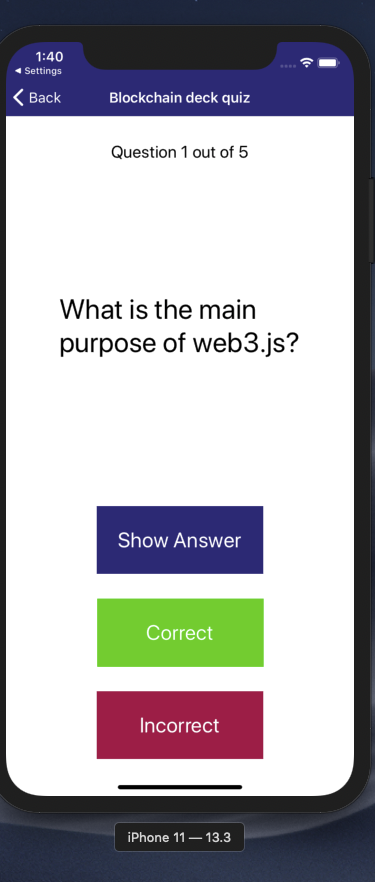 1:40
◀ Settings
Back
Blockchain deck quiz
Question 1 out of 5
What is the main
purpose of web3.js?
Show Answer
Correct
Incorrect
iPhone 11 — 13.3